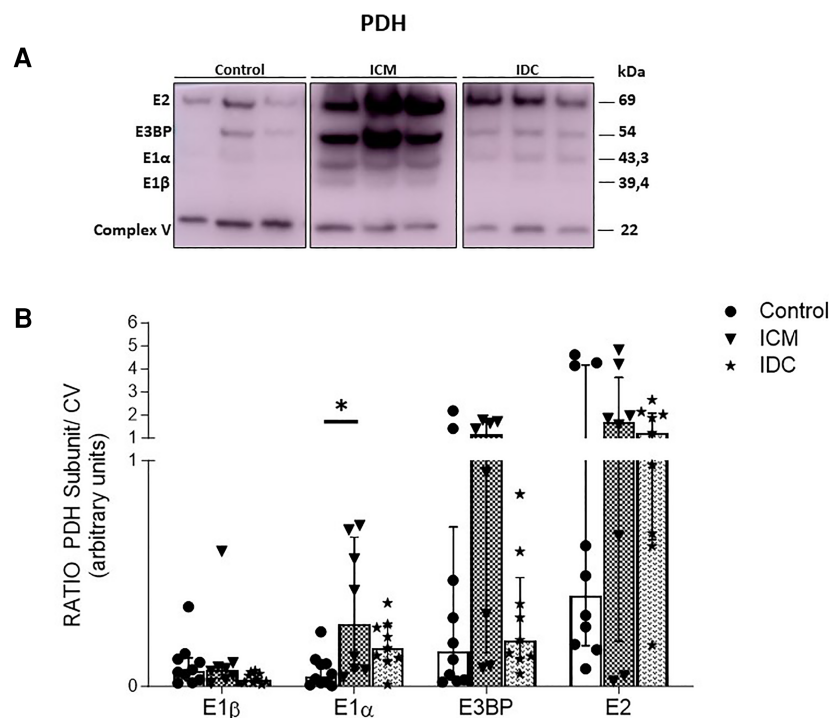 PDH
A
Control ICM IDC kDa
E2 69
E3BP 54
E1α 43,3
E1β 39,4
Complex V 22
B
Control
ICM
IDC
RATIO PDH Subunit/ CV
(arbitrary units)
6
5
4
3
2
1
1
0
*
E1β E1α E3BP E2